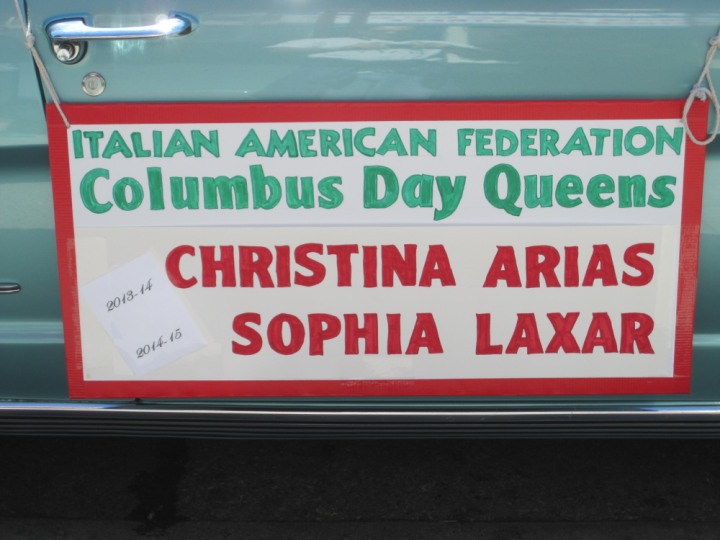 ITALIAN AMERICAN FEDERATION
Columbus Day Queens
2013-14 CHRISTINA ARIAS
2014-15 SOPHIA LAXAR